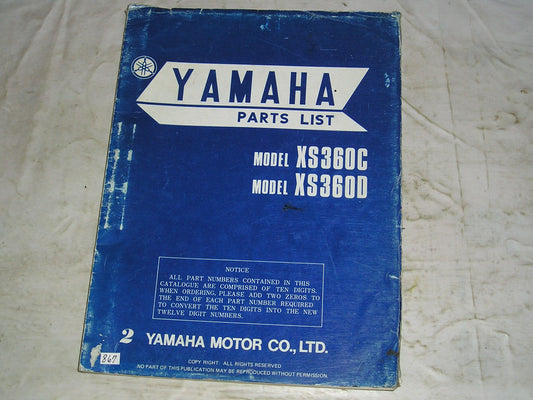 YAMAHA
PARTS LIST
MODEL XS360C
MODEL XS360D
NOTICE
ALL PART NUMBERS CONTAINED IN THIS
CATALOGUE ARE COMPRISED OF TEN DIGITS.
WHEN ORDERING, PLEASE ADD TWO ZEROS TO
THE END OF EACH PART NUMBER REQUIRED
TO CONVERT THE TEN DIGITS INTO THE NEW
TWELVE DIGIT NUMBERS.
2 YAMAHA MOTOR CO., LTD.
867
COPY RIGHT: ALL RIGHTS RESERVED
NO PART OF THIS PUBLICATION MAY BE REPRODUCED WITHOUT PERMISSION.